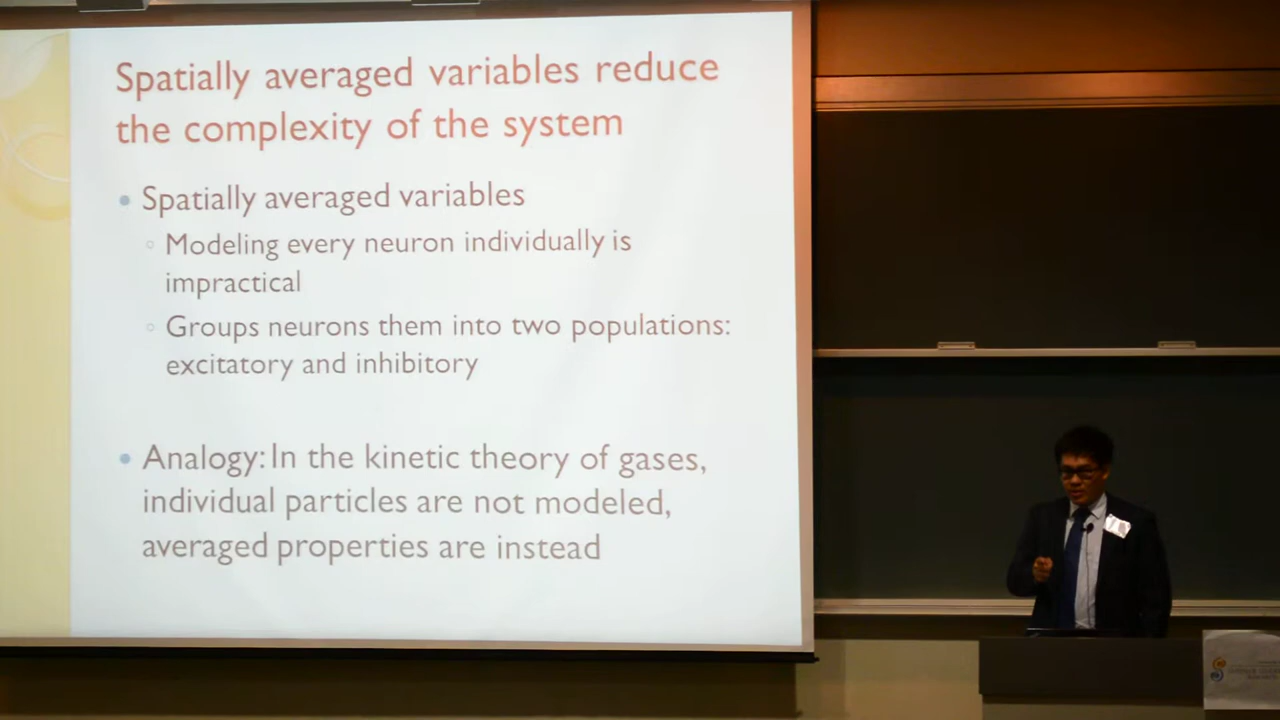 Spatially averaged variables reduce
the complexity of the system
• Spatially averaged variables
◦ Modeling every neuron individually is
impractical
◦ Groups neurons them into two populations:
excitatory and inhibitory
• Analogy: In the kinetic theory of gases,
individual particles are not modeled,
averaged properties are instead